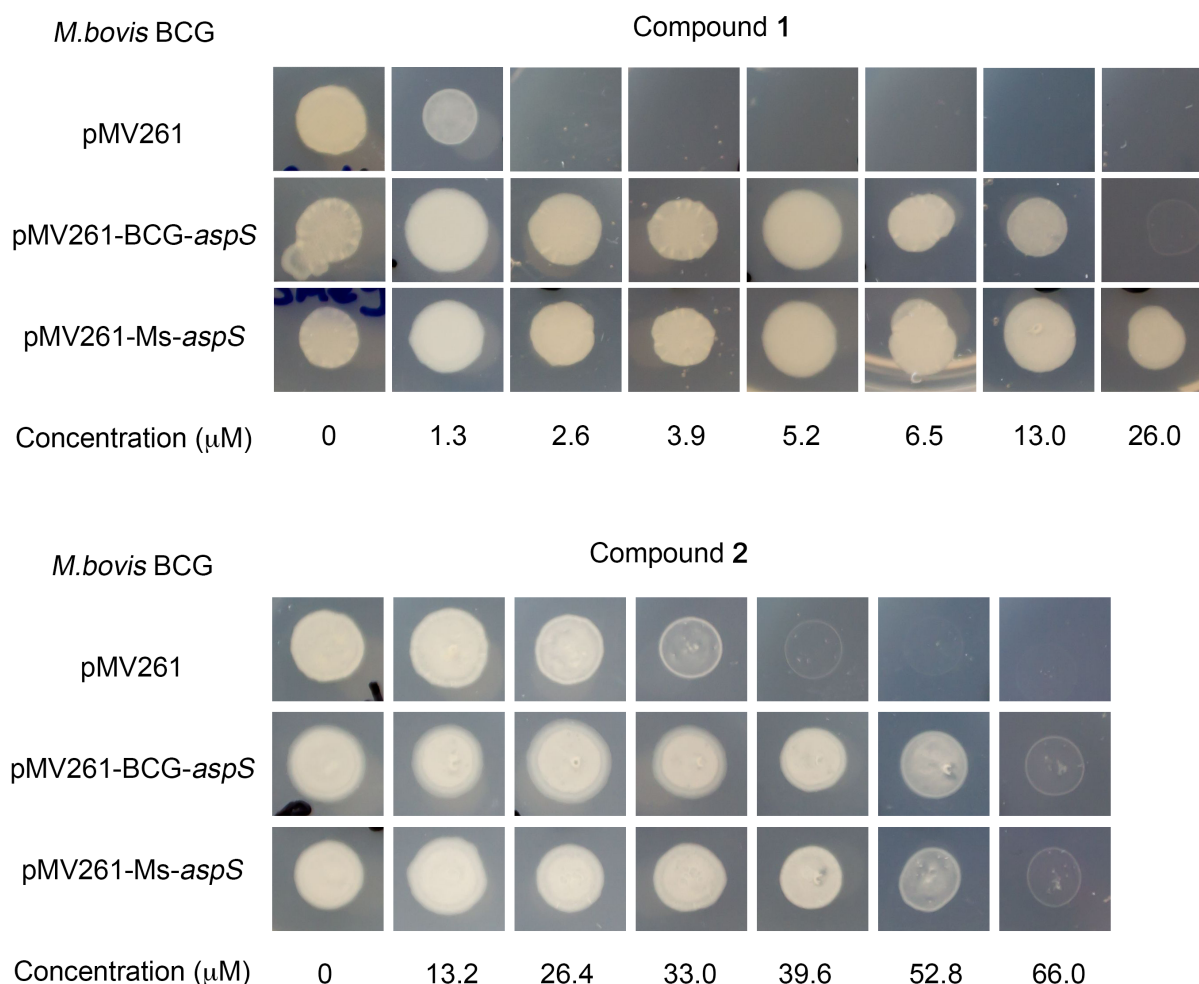 M.bovis BCG
Compound 1
pMV261
pMV261-BCG-aspS
pMV261-Ms-aspS
Concentration (μM) 0 1.3 2.6 3.9 5.2 6.5 13.0 26.0
M.bovis BCG
Compound 2
pMV261
pMV261-BCG-aspS
pMV261-Ms-aspS
Concentration (μM) 0 13.2 26.4 33.0 39.6 52.8 66.0